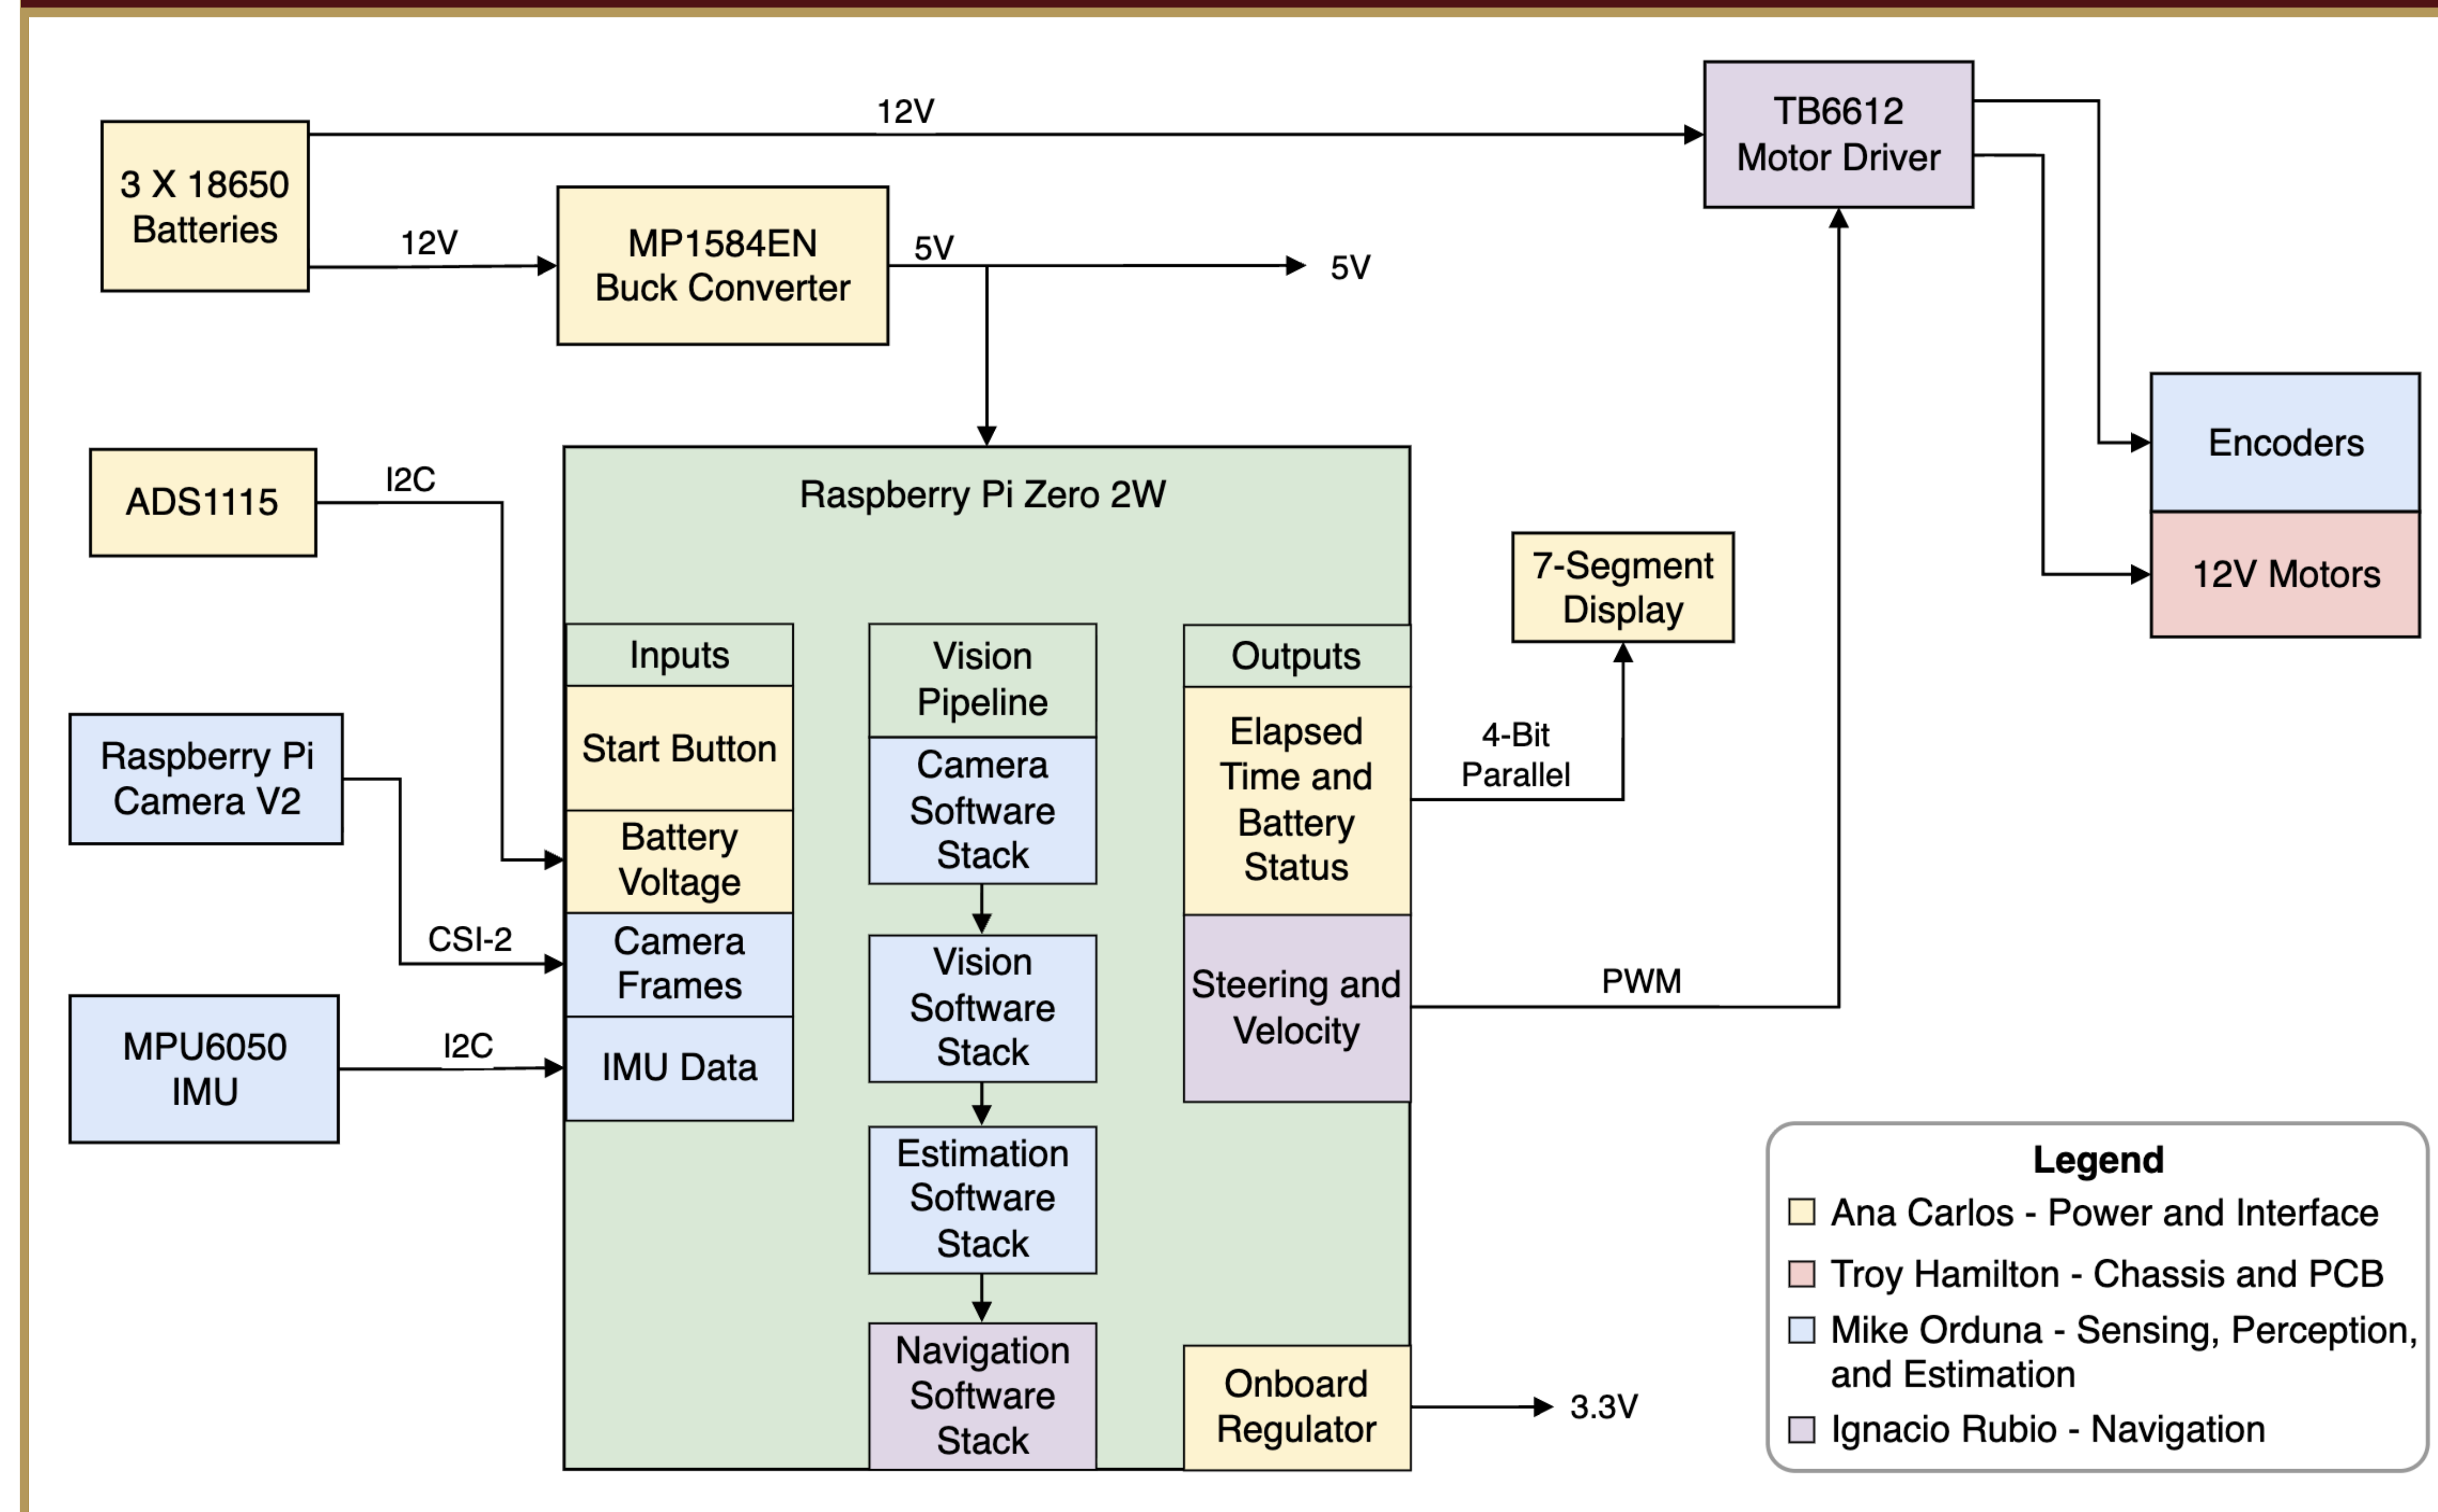 12V
TB6612
Motor Driver
3 X 18650
Batteries
12V
MP1584EN
Buck Converter
5V
5V
Encoders
12V Motors
ADS1115
I2C
Raspberry Pi Zero 2W
7-Segment
Display
Inputs
Start Button
Battery
Voltage
Camera
Frames
IMU Data
Vision
Pipeline
Camera
Software
Stack
Vision
Software
Stack
Estimation
Software
Stack
Navigation
Software
Stack
Outputs
Elapsed
Time and
Battery
Status
Steering and
Velocity
Onboard
Regulator
4-Bit
Parallel
PWM
3.3V
Raspberry Pi
Camera V2
CSI-2
MPU6050
IMU
I2C
Legend
Ana Carlos - Power and Interface
Troy Hamilton - Chassis and PCB
Mike Orduna - Sensing, Perception,
and Estimation
Ignacio Rubio - Navigation